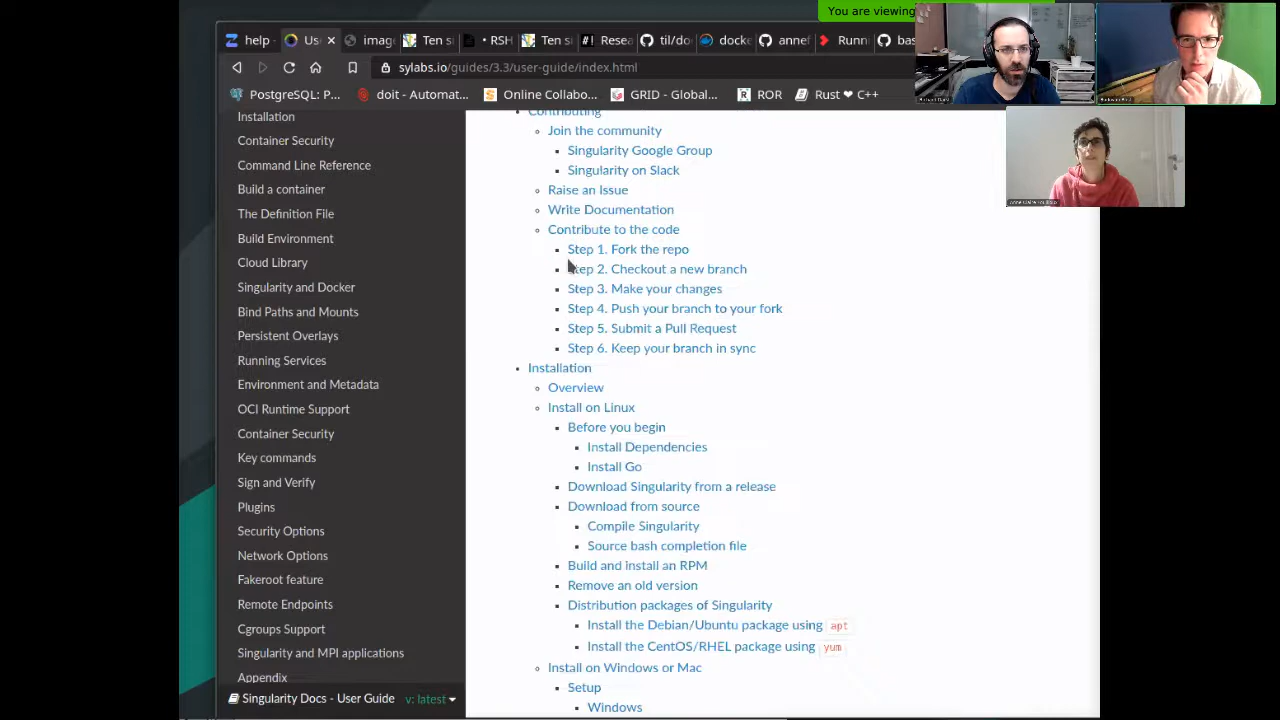 You are viewing
help
Us
imag
Ten si
• RSH
Ten si
#! Resea
til/do
docke
annef
Runni
bas
sylabs.io/guides/3.3/user-guide/index.html
PostgreSQL: P...
doit - Automat...
Online Collabo...
GRID - Global...
ROR
Rust ❤ C++
Installation
Container Security
Command Line Reference
Build a container
The Definition File
Build Environment
Cloud Library
Singularity and Docker
Bind Paths and Mounts
Persistent Overlays
Running Services
Environment and Metadata
OCI Runtime Support
Container Security
Key commands
Sign and Verify
Plugins
Security Options
Network Options
Fakeroot feature
Remote Endpoints
Cgroups Support
Singularity and MPI applications
Appendix
Singularity Docs - User Guide v: latest
Contributing
Join the community
Singularity Google Group
Singularity on Slack
Raise an Issue
Write Documentation
Contribute to the code
Step 1. Fork the repo
Step 2. Checkout a new branch
Step 3. Make your changes
Step 4. Push your branch to your fork
Step 5. Submit a Pull Request
Step 6. Keep your branch in sync
Installation
Overview
Install on Linux
Before you begin
Install Dependencies
Install Go
Download Singularity from a release
Download from source
Compile Singularity
Source bash completion file
Build and install an RPM
Remove an old version
Distribution packages of Singularity
Install the Debian/Ubuntu package using apt
Install the CentOS/RHEL package using yum
Install on Windows or Mac
Setup
Windows